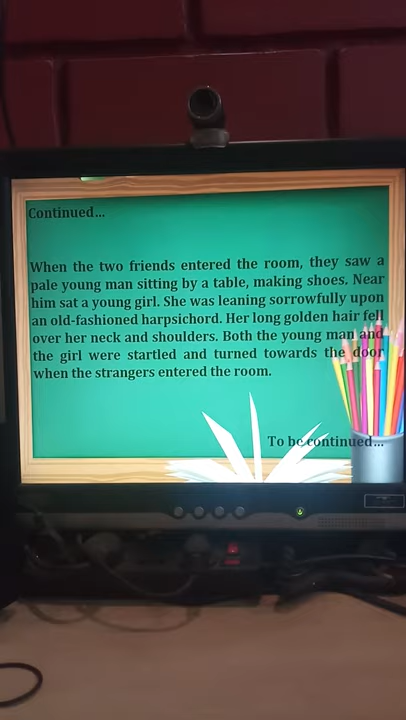 Continued...
When the two friends entered the room, they saw a
pale young man sitting by a table, making shoes. Near
him sat a young girl. She was leaning sorrowfully upon
an old-fashioned harpsichord. Her long golden hair fell
over her neck and shoulders. Both the young man and
the girl were startled and turned towards the door
when the strangers entered the room.
To be continued...